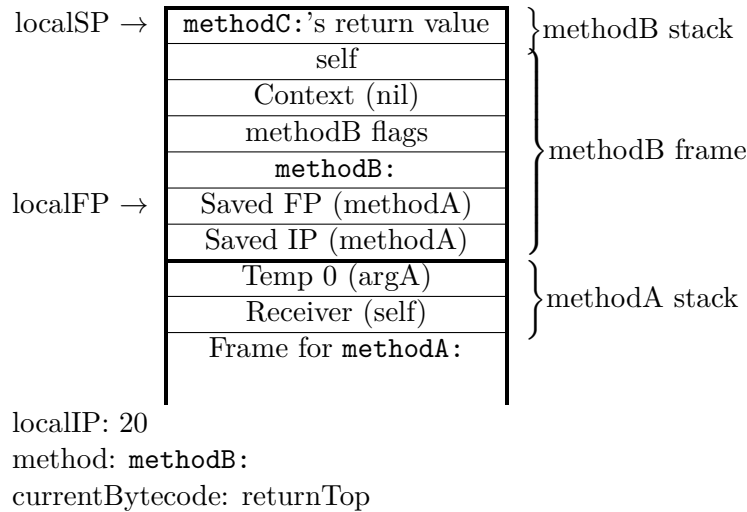 localSP → methodC:’s return value methodB stack
self
Context (nil)
methodB flags methodB frame
methodB:
localFP → Saved FP (methodA)
Saved IP (methodA)
Temp 0 (argA) methodA stack
Receiver (self)
Frame for methodA:
localIP: 20
method: methodB:
currentBytecode: returnTop